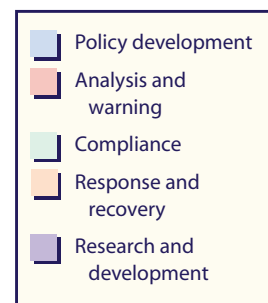 Policy development
Analysis and
warning
Compliance
Response and
recovery
Research and
development